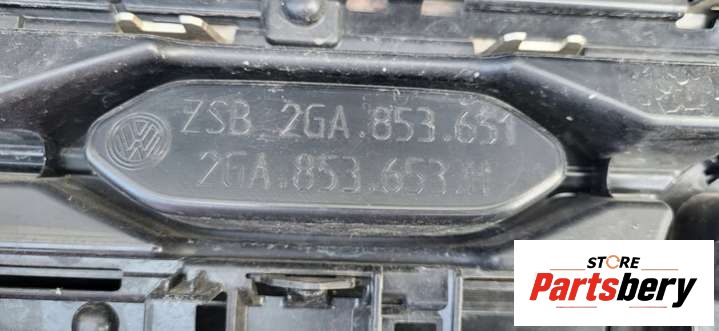 ZSB 2GA.853.651
2GA.853.653.H
STORE
Partsbery